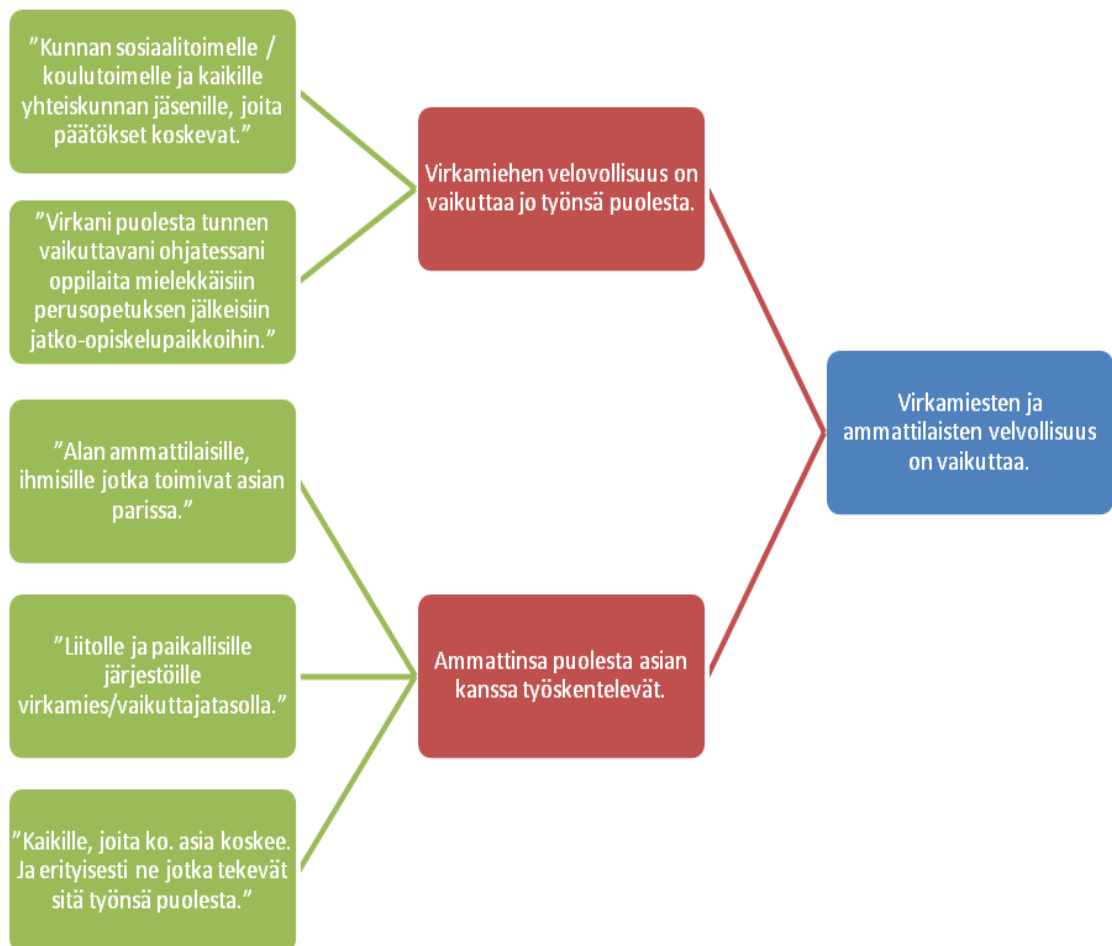 ”Kunnan sosiaalitoimelle /
koulutoimelle ja kaikille
yhteiskunnan jäsenille, joita
päätökset koskevat.”
”Virkani puolesta tunnen
vaikuttavani ohjatessani
oppilaita mielekkäisiin
perusopetuksen jälkeisiin
jatko-opiskelupaikkoihin.”
”Alan ammattilaisille,
ihmisille jotka toimivat asian
parissa.”
”Liitolle ja paikallisille
järjestöille
virkamies/vaikuttajatasolla.”
”Kaikille, joita ko. asia koskee.
Ja erityisesti ne jotka tekevät
sitä työnsä puolesta.”
Virkamiehen velovollisuus on
vaikuttaa jo työnsä puolesta.
Ammattinsa puolesta asian
kanssa työskentelevät.
Virkamiesten ja
ammattilaisten velvollisuus
on vaikuttaa.